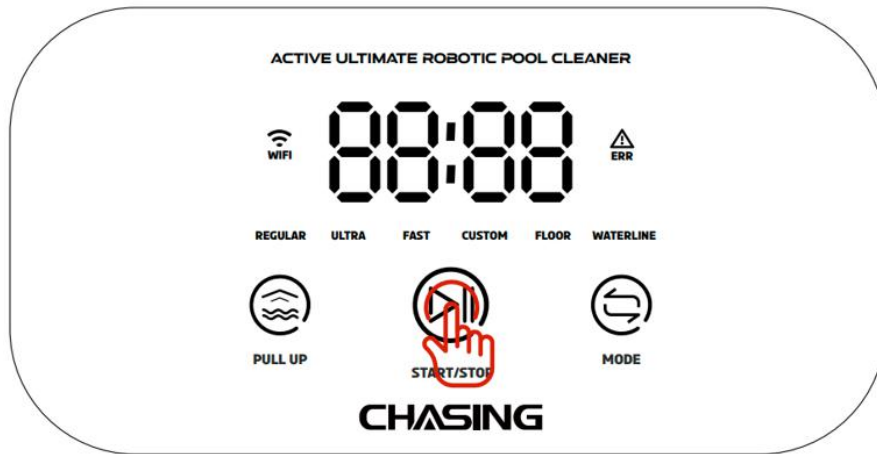 ACTIVE ULTIMATE ROBOTIC POOL CLEANER
88:88
WIFI
ERR
REGULAR ULTRA FAST CUSTOM FLOOR WATERLINE
PULL UP
START/STOP
MODE
CHASING